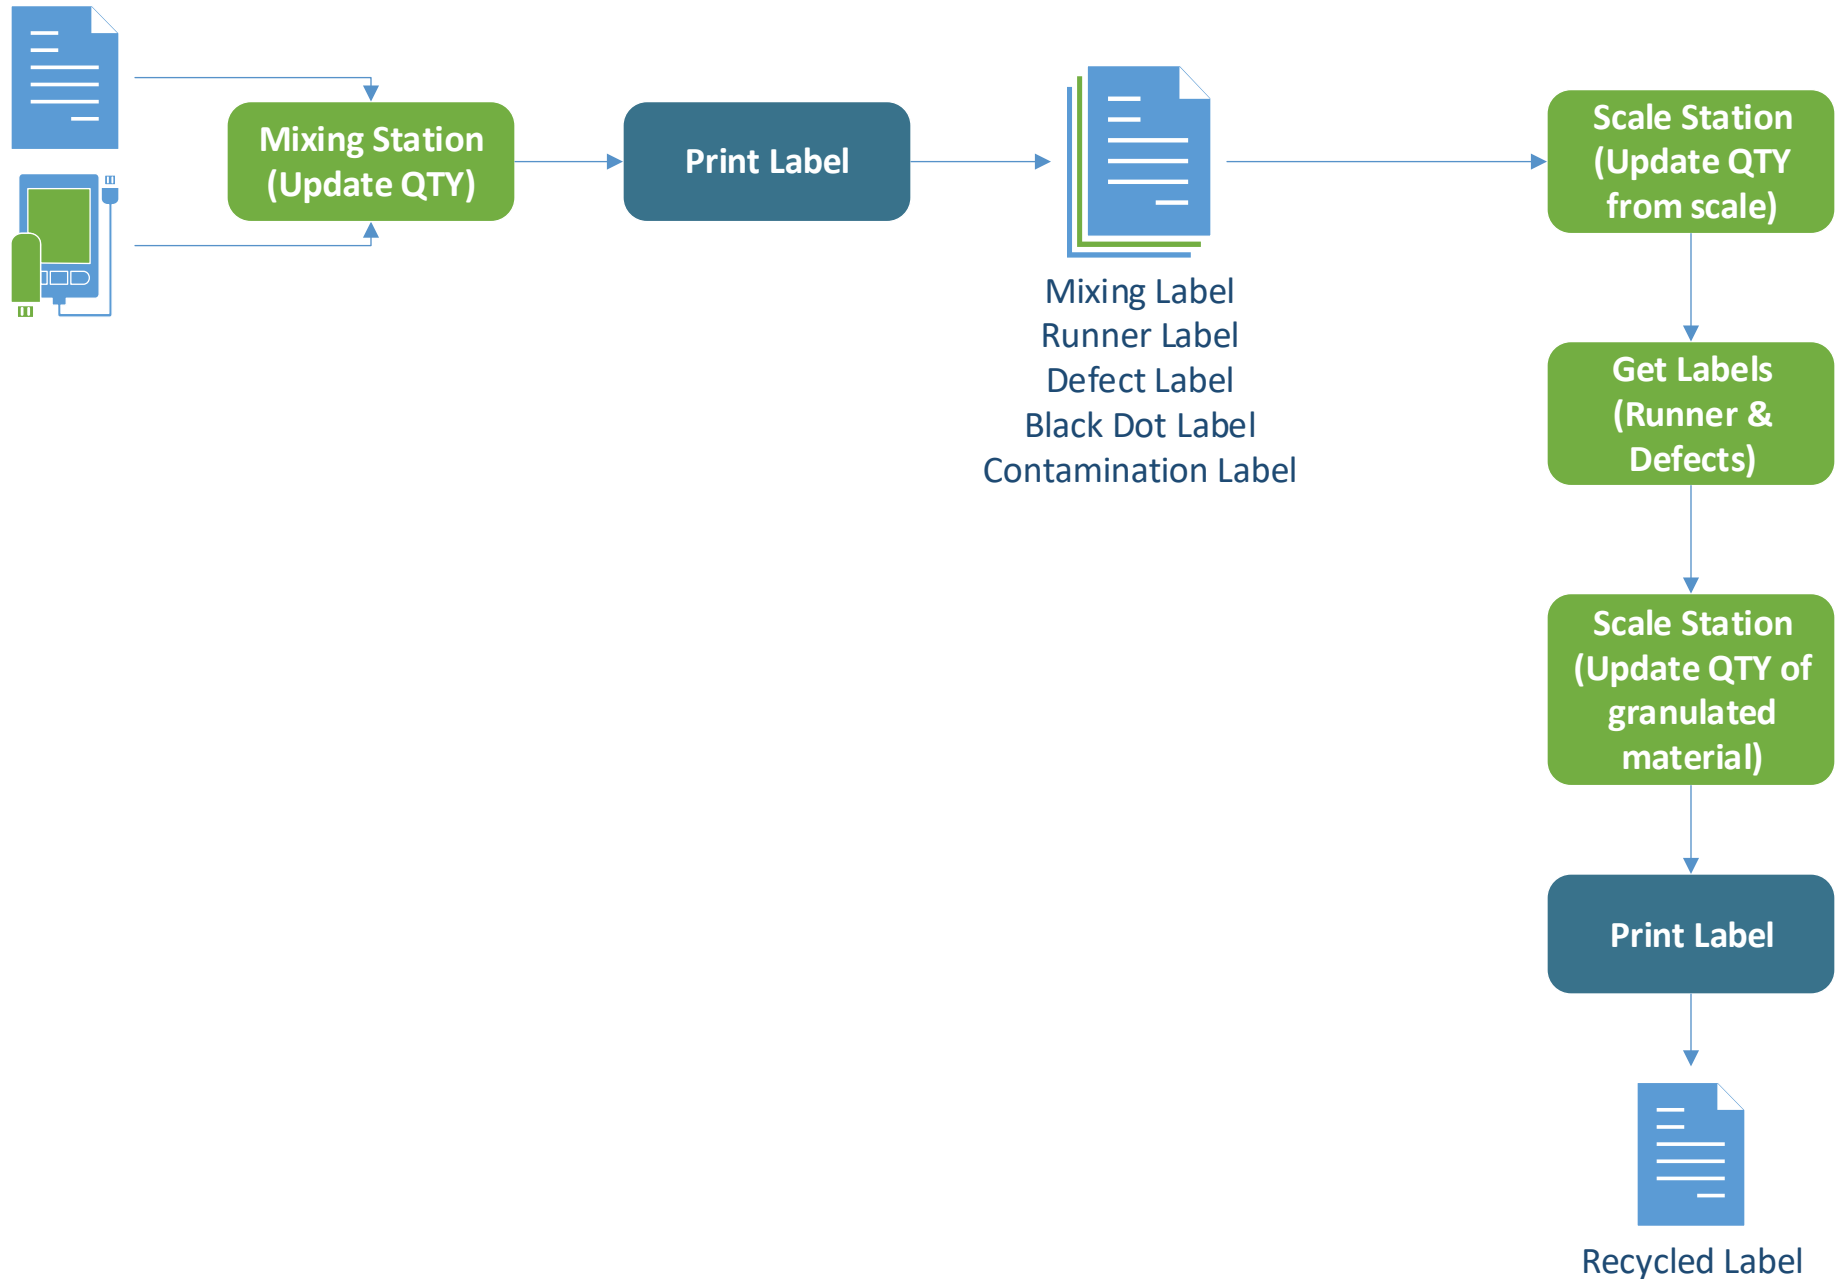 Mixing Station
(Update QTY)
Print Label
Mixing Label
Runner Label
Defect Label
Black Dot Label
Contamination Label
Scale Station
(Update QTY
from scale)
Get Labels
(Runner &
Defects)
Scale Station
(Update QTY of
granulated
material)
Print Label
Recycled Label